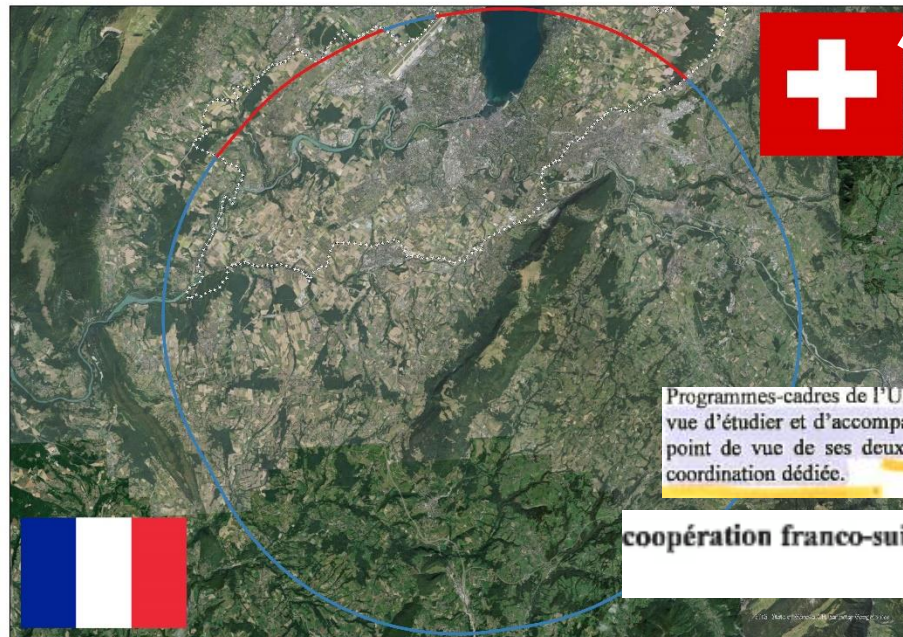 Programmes-cadres de l'U
vue d'étudier et d'accompa
point de vue de ses deux
coordination dédiée.
coopération franco-sui